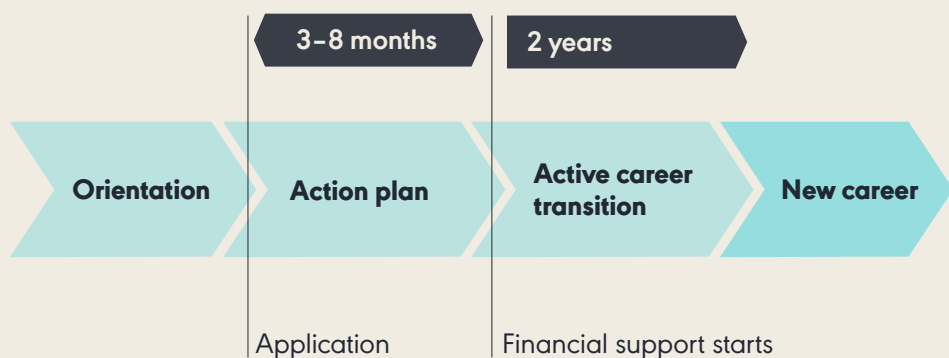 3–8 months
2 years
Orientation
Action plan
Active career
transition
New career
Application
Financial support starts